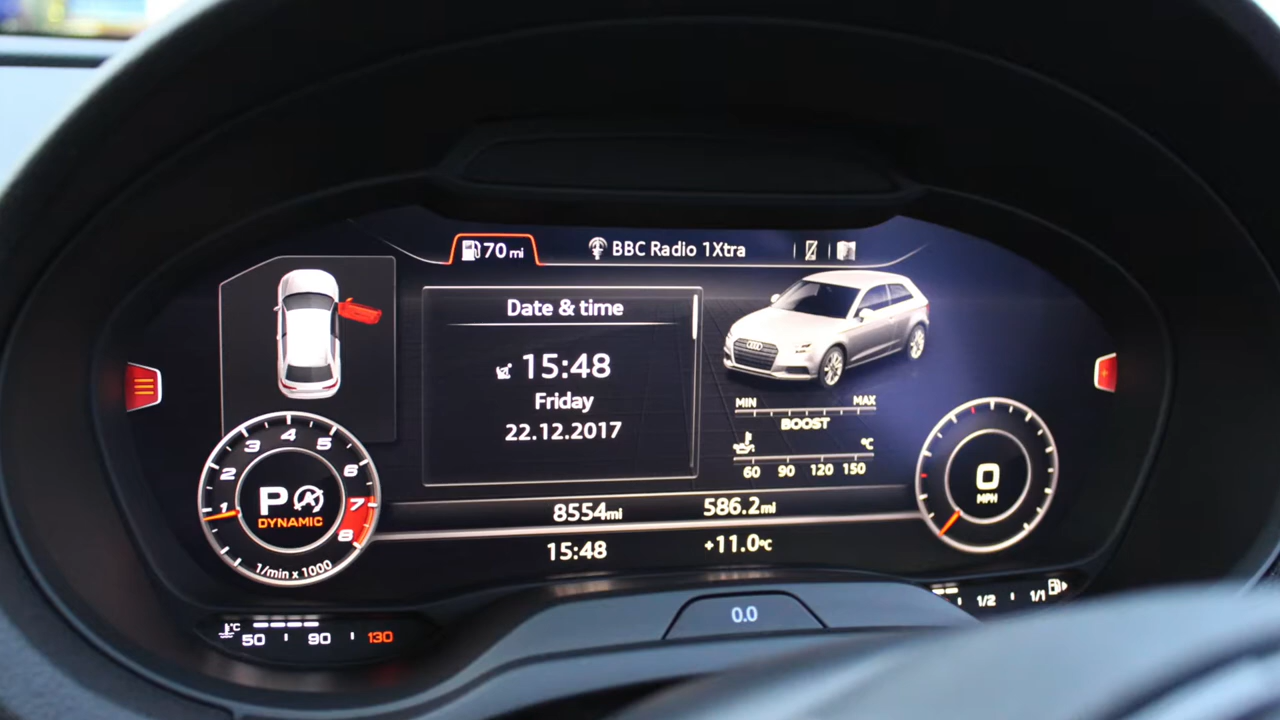 70 mi
BBC Radio 1Xtra
Date & time
15:48
Friday
22.12.2017
MIN MAX
BOOST
°C
60 90 120 150
1 2 3 4 5 6 7 8
P
DYNAMIC
1/min x 1000
0
MPH
8554mi 586.2mi
15:48 +11.0°C
°C
50 90 130
0.0
1/2 1/1